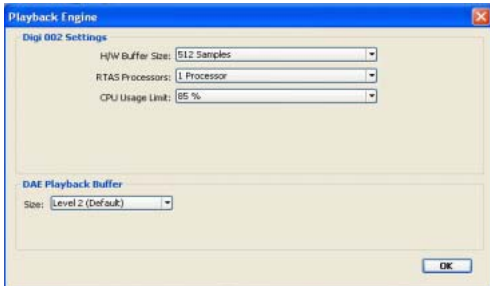 Playback Engine
Digi 002 Settings
H/W Buffer Size: 512 Samples
RTAS Processors: 1 Processor
CPU Usage Limit: 85 %
DAE Playback Buffer
Size: Level 2 (Default)
OK